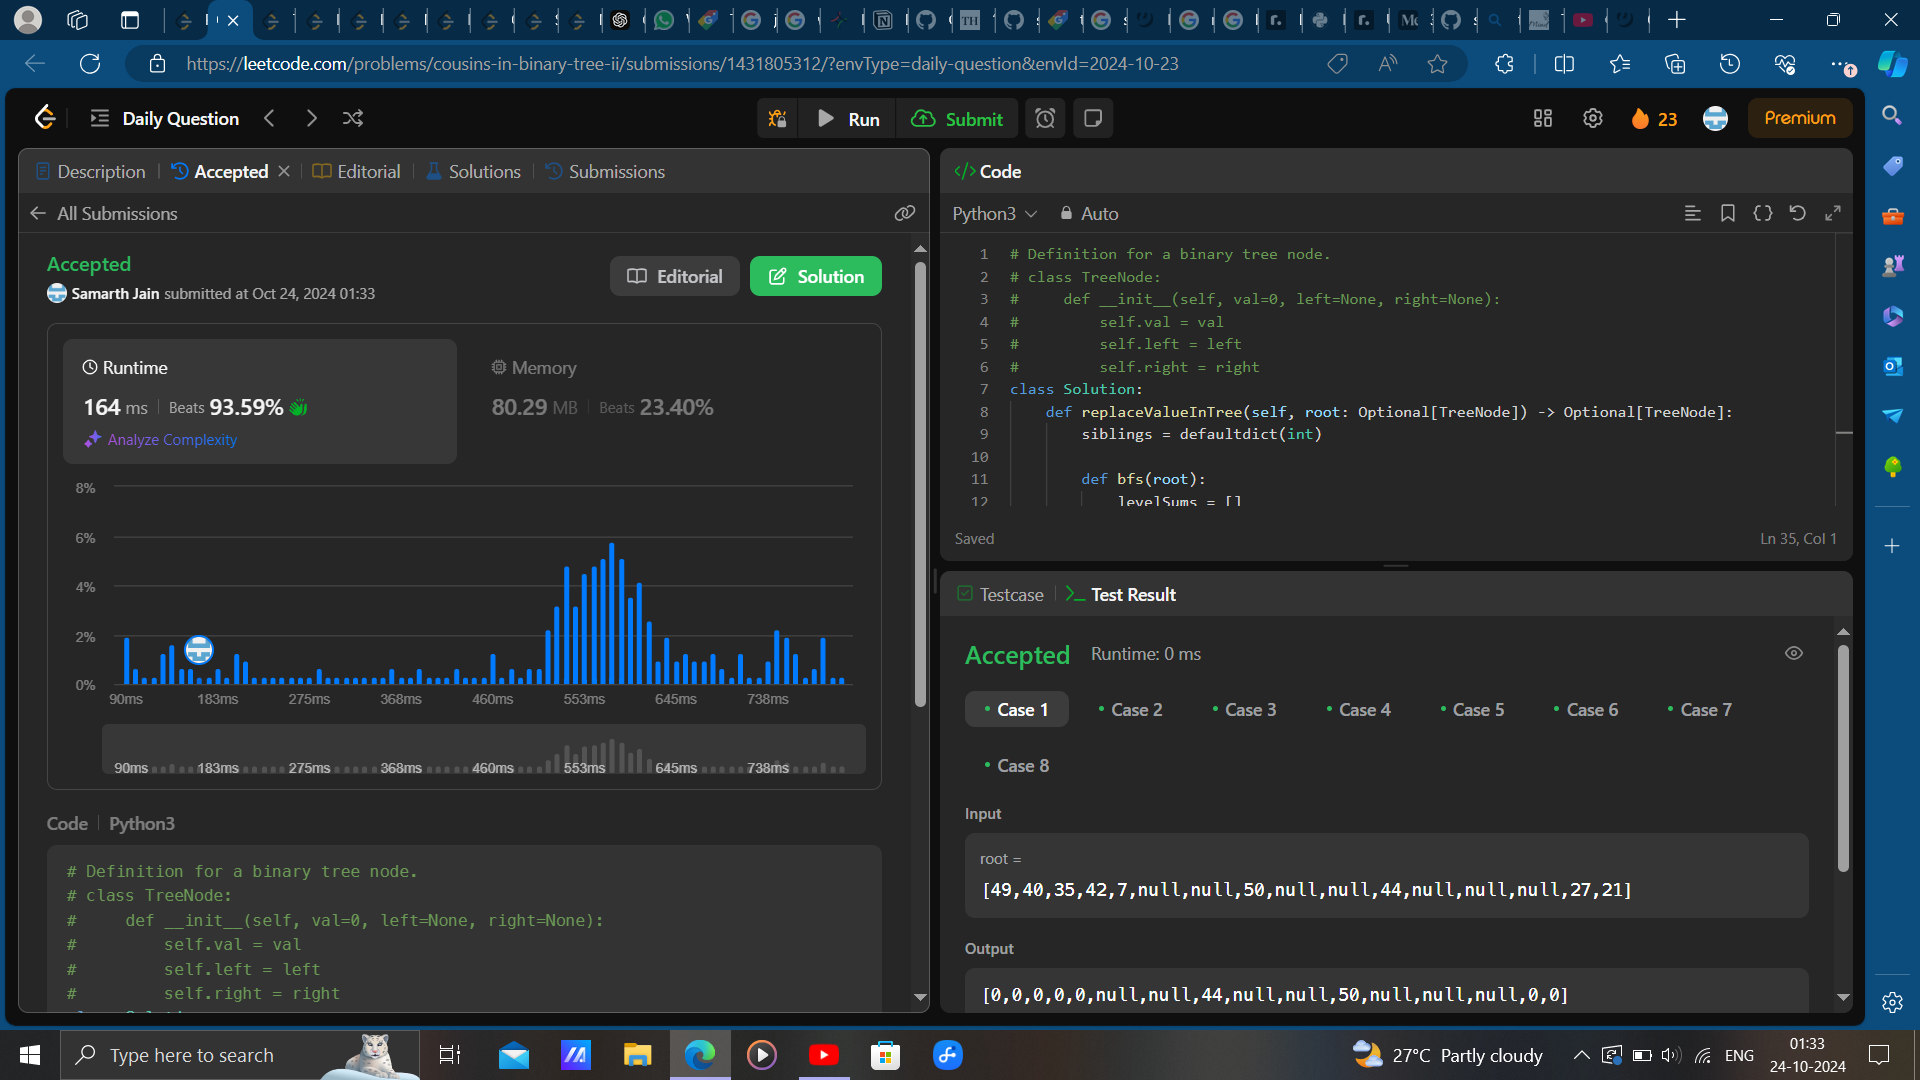 https://leetcode.com/problems/cousins-in-binary-tree-ii/submissions/1431805312/?envType=daily-question&envId=2024-10-23
Daily Question
Run
Submit
23
Premium
Description
Accepted
Editorial
Solutions
Submissions
All Submissions
Accepted
Samarth Jain submitted at Oct 24, 2024 01:33
Editorial
Solution
Runtime
164 ms
Beats 93.59%
Analyze Complexity
Memory
80.29 MB
Beats 23.40%
8%
6%
4%
2%
0%
90ms 183ms 275ms 368ms 460ms 553ms 645ms 738ms
90ms 183ms 275ms 368ms 460ms 553ms 645ms 738ms
Code
Python3
# Definition for a binary tree node.
# class TreeNode:
#     def __init__(self, val=0, left=None, right=None):
#         self.val = val
#         self.left = left
#         self.right = right
</> Code
Python3
Auto
1 # Definition for a binary tree node.
2 # class TreeNode:
3 #     def __init__(self, val=0, left=None, right=None):
4 #         self.val = val
5 #         self.left = left
6 #         self.right = right
7 class Solution:
8     def replaceValueInTree(self, root: Optional[TreeNode]) -> Optional[TreeNode]:
9         siblings = defaultdict(int)
10
11         def bfs(root):
12             levelSums = []
Saved
Ln 35, Col 1
Testcase
Test Result
Accepted
Runtime: 0 ms
Case 1
Case 2
Case 3
Case 4
Case 5
Case 6
Case 7
Case 8
Input
root =
[49,40,35,42,7,null,null,50,null,null,44,null,null,null,27,21]
Output
[0,0,0,0,0,null,null,44,null,null,50,null,null,null,0,0]
Type here to search
27°C Partly cloudy
ENG
01:33
24-10-2024